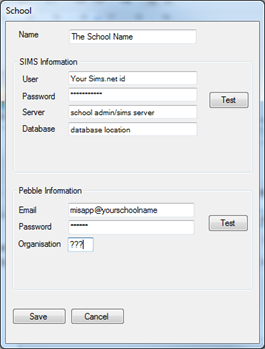 School
Name The School Name
SIMS Information
User Your Sims.net id
Password ***********
Server school admin/sims server
Test
Database database location
Pebble Information
Email misapp@yourschoolname
Password ******
Test
Organisation ???
Save Cancel